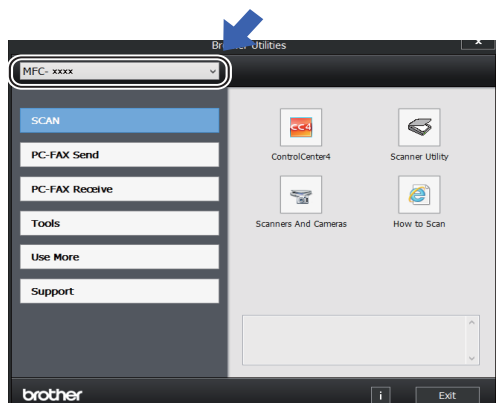 Brother Utilities
x
MFC- xxxx
SCAN
PC-FAX Send
PC-FAX Receive
Tools
Use More
Support
CC4
ControlCenter4
Scanner Utility
Scanners And Cameras
How to Scan
brother
i
Exit